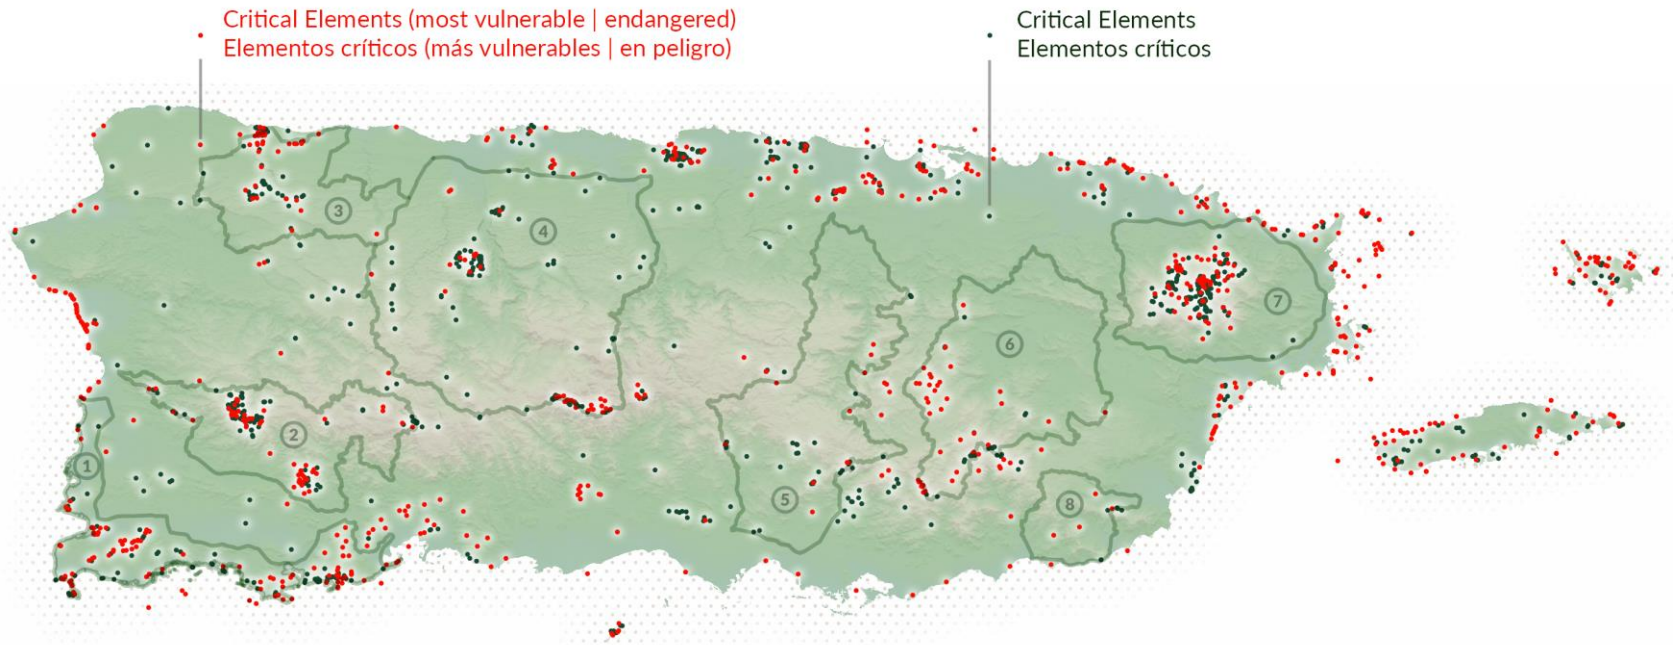 Critical Elements (most vulnerable | endangered)
Elementos críticos (más vulnerables | en peligro)
Critical Elements
Elementos críticos
3
4
7
6
2
1
5
8